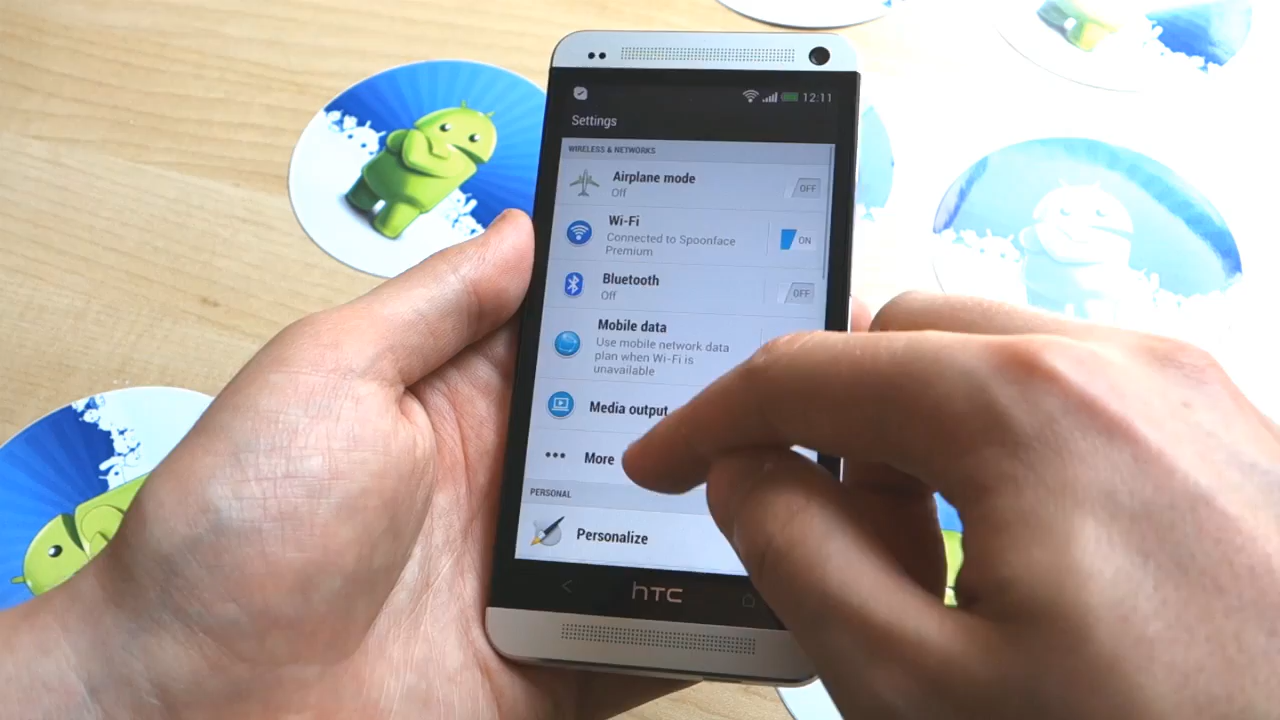 12:11
Settings
WIRELESS & NETWORKS
Airplane mode
Off
OFF
Wi-Fi
Connected to Spoonface
Premium
ON
Bluetooth
Off
OFF
Mobile data
Use mobile network data
plan when Wi-Fi is
unavailable
Media output
More
PERSONAL
Personalize
hTC